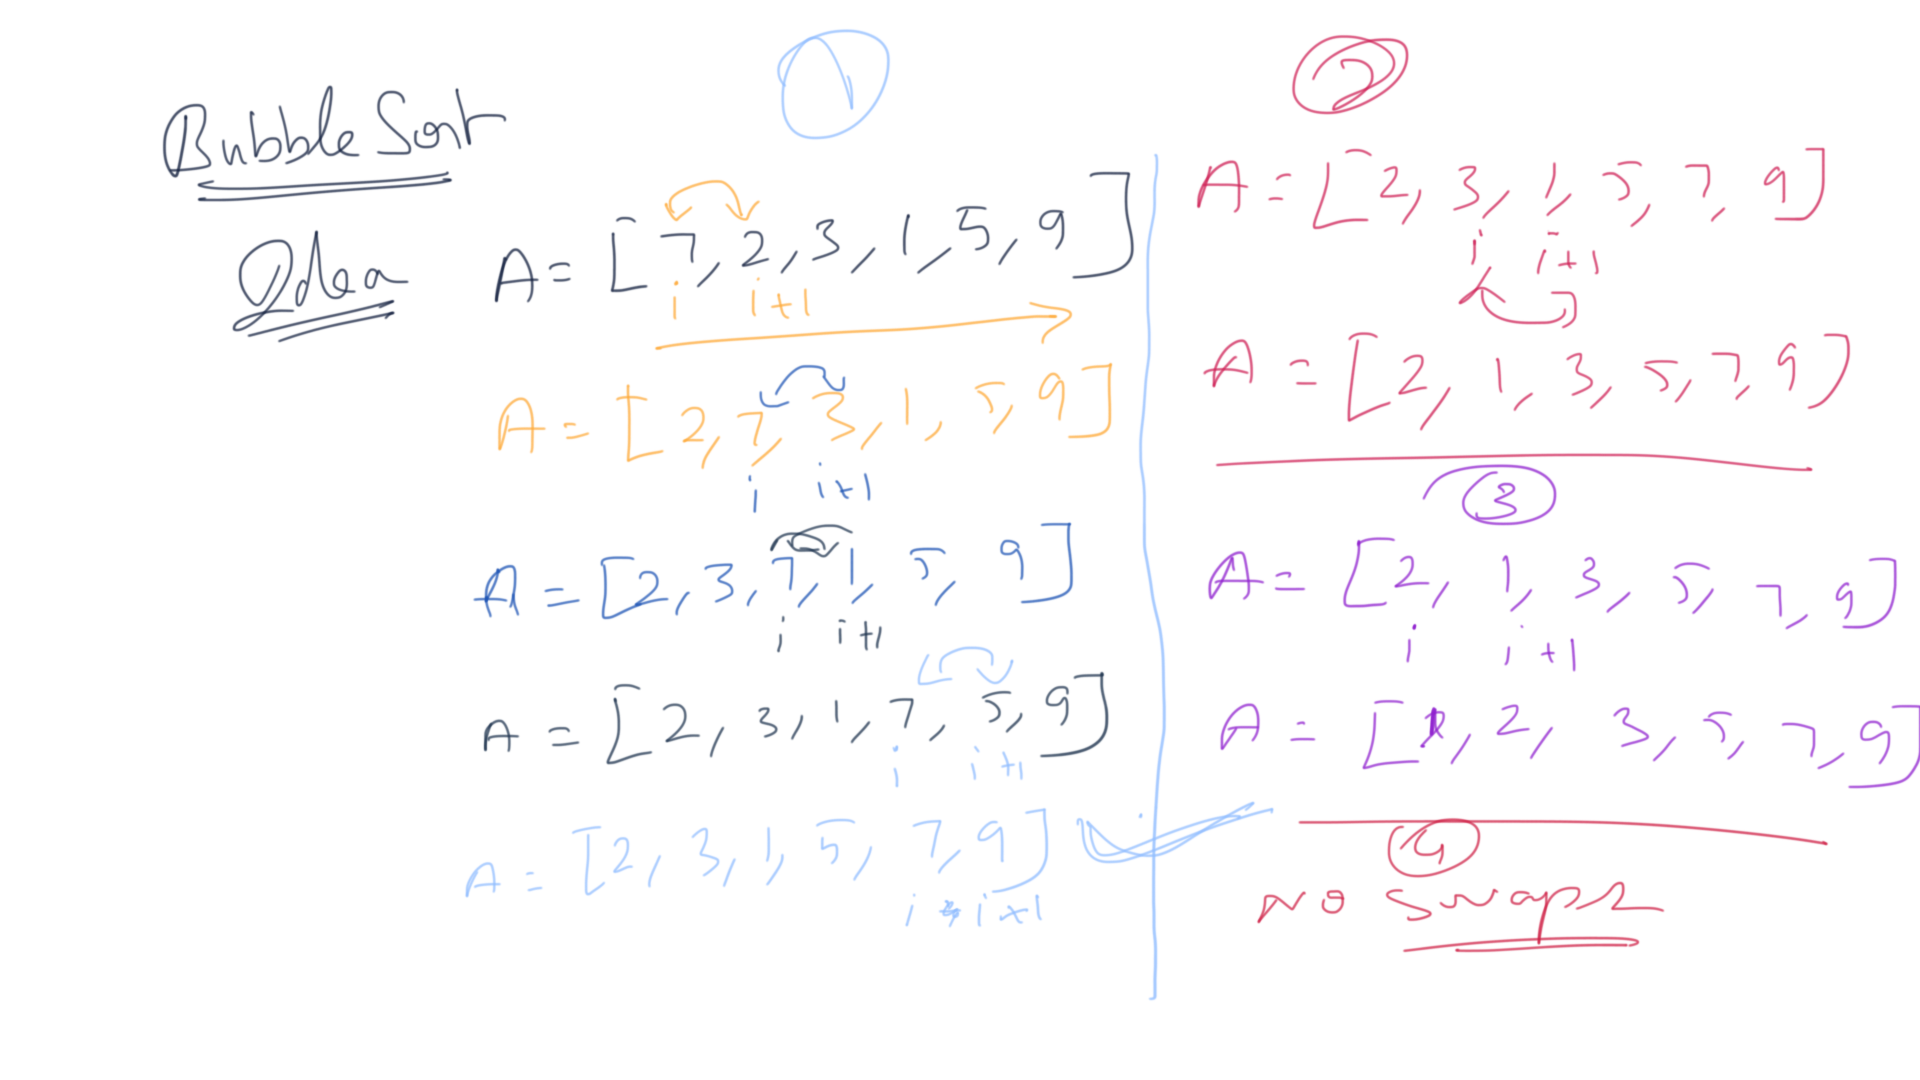 Bubble Sort
Idea
1
A = [7, 2, 3, 1, 5, 9]
i i+1
A = [2, 7, 3, 1, 5, 9]
i i+1
A = [2, 3, 7, 1, 5, 9]
i i+1
A = [2, 3, 1, 7, 5, 9]
i i+1
A = [2, 3, 1, 5, 7, 9]
i i+1
2
A = [2, 3, 1, 5, 7, 9]
i i+1
A = [2, 1, 3, 5, 7, 9]
3
A = [2, 1, 3, 5, 7, 9]
i i+1
A = [1, 2, 3, 5, 7, 9]
4
No swaps